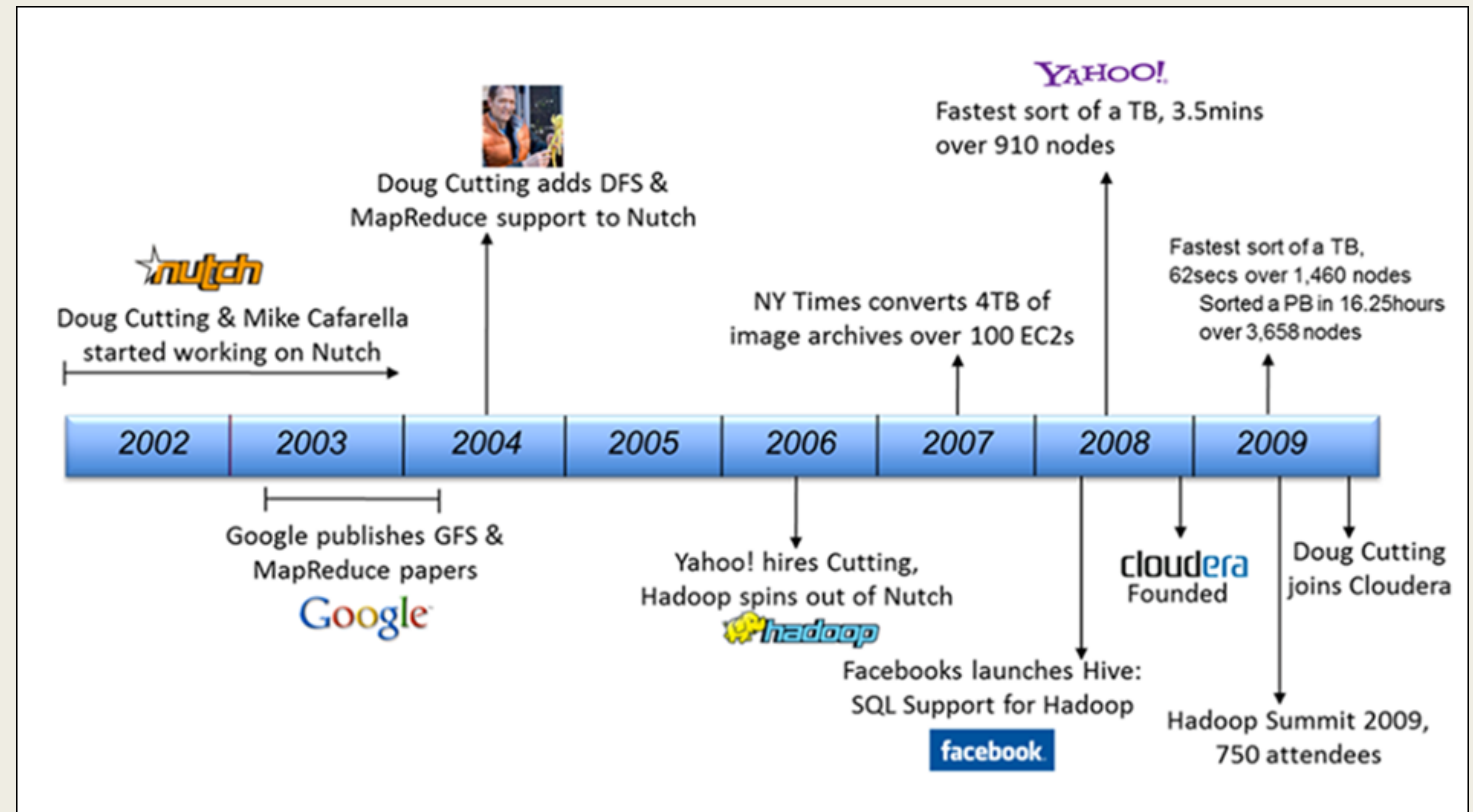 YAHOO!
Fastest sort of a TB, 3.5mins
over 910 nodes
Doug Cutting adds DFS &
MapReduce support to Nutch
nutch
Doug Cutting & Mike Cafarella
started working on Nutch
NY Times converts 4TB of
image archives over 100 EC2s
Fastest sort of a TB,
62secs over 1,460 nodes
Sorted a PB in 16.25hours
over 3,658 nodes
2002
2003
2004
2005
2006
2007
2008
2009
Google publishes GFS &
MapReduce papers
Google
Yahoo! hires Cutting,
Hadoop spins out of Nutch
hadoop
Facebooks launches Hive:
SQL Support for Hadoop
facebook
cloudera
Founded
Doug Cutting
joins Cloudera
Hadoop Summit 2009,
750 attendees